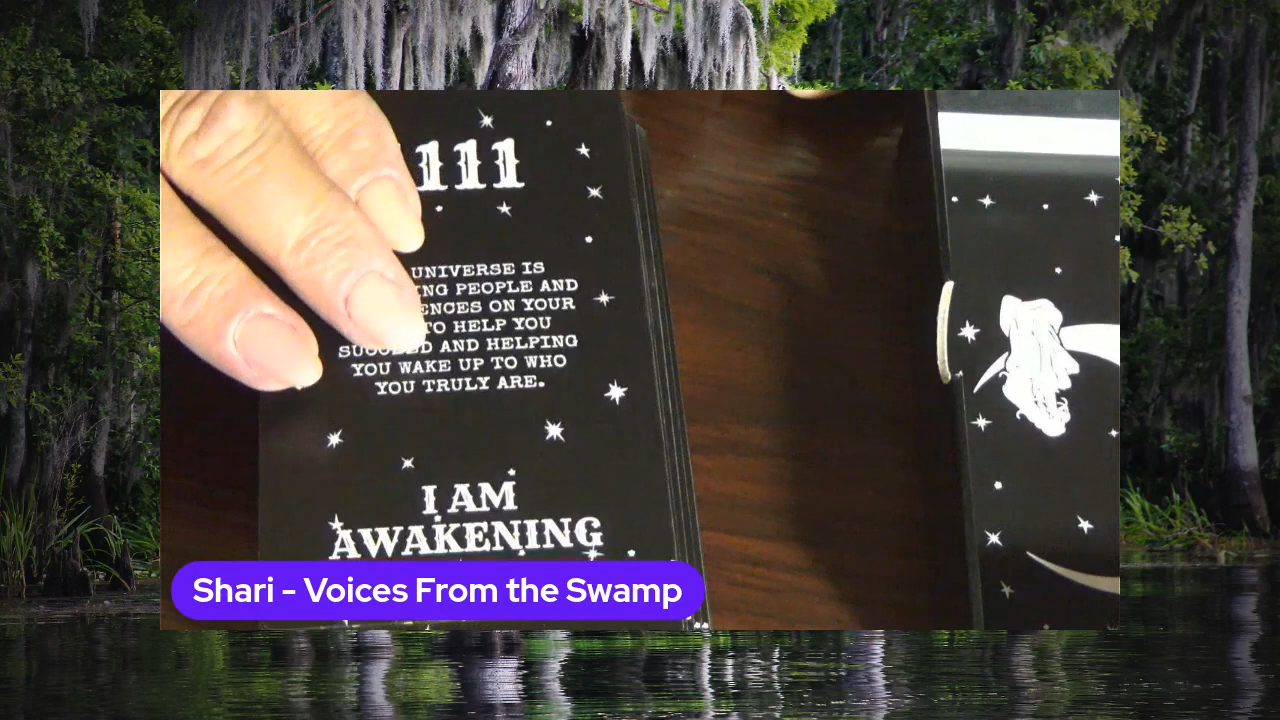 111
UNIVERSE IS
ING PEOPLE AND
ENCES ON YOUR
TO HELP YOU
SUCCEED AND HELPING
YOU WAKE UP TO WHO
YOU TRULY ARE.
I AM
AWAKENING
Shari - Voices From the Swamp